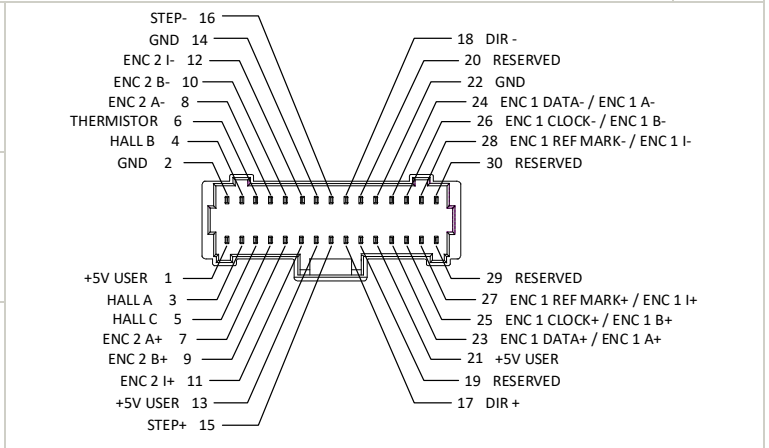 STEP- 16
GND 14
ENC 2 I- 12
ENC 2 B- 10
ENC 2 A- 8
THERMISTOR 6
HALL B 4
GND 2
18 DIR -
20 RESERVED
22 GND
24 ENC 1 DATA- / ENC 1 A-
26 ENC 1 CLOCK- / ENC 1 B-
28 ENC 1 REF MARK- / ENC 1 I-
30 RESERVED
+5V USER 1
HALL A 3
HALL C 5
ENC 2 A+ 7
ENC 2 B+ 9
ENC 2 I+ 11
+5V USER 13
STEP+ 15
29 RESERVED
27 ENC 1 REF MARK+ / ENC 1 I+
25 ENC 1 CLOCK+ / ENC 1 B+
23 ENC 1 DATA+ / ENC 1 A+
21 +5V USER
19 RESERVED
17 DIR +